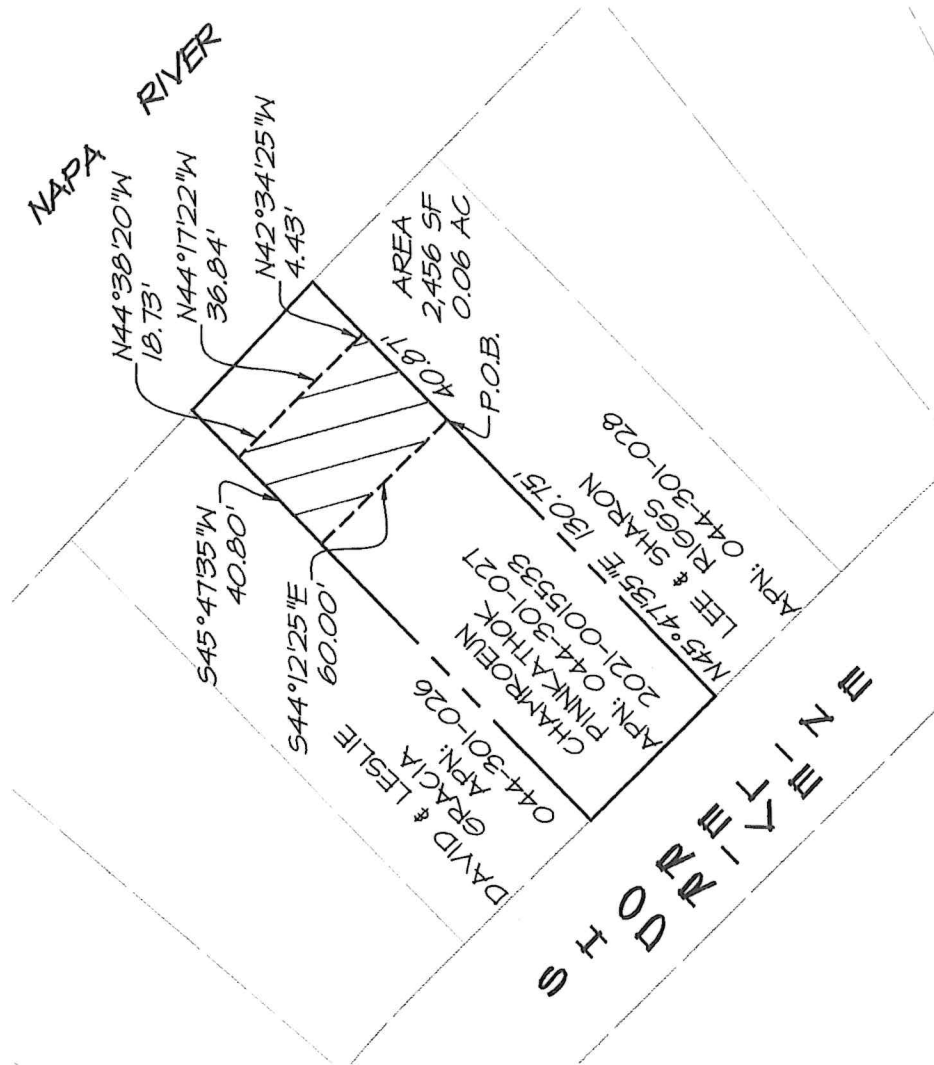 NAPA RIVER
N44°38'20"W
18.73'
N44°17'22"W
36.84'
N42°34'25"W
4.43'
S45°47'35"W
40.80'
S44°12'25"E
60.00'
40.87'
AREA
2,456 SF
0.06 AC
P.O.B.
DAVID & LESLIE
GRACIA
APN:
044-301-026
CHAMROEUN
PINNKATHOK
APN: 044-301-027
2021-0015533
N45°47'35"E 130.75'
LEE & SHARON
RIGGS
APN: 044-301-028
SHORELINE
DRIVE